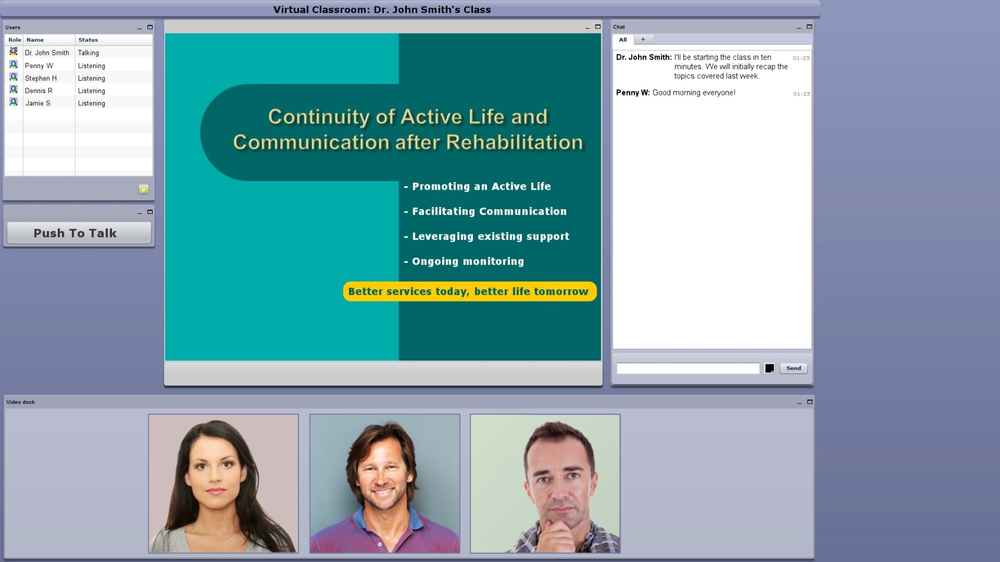 Virtual Classroom: Dr. John Smith's Class
Users
Role Name Status
Dr. John Smith Talking
Penny W Listening
Stephen H Listening
Dennis R Listening
Jamie S Listening
Push To Talk
Continuity of Active Life and
Communication after Rehabilitation
- Promoting an Active Life
- Facilitating Communication
- Leveraging existing support
- Ongoing monitoring
Better services today, better life tomorrow
Chat
All +
Dr. John Smith: I'll be starting the class in ten 01:25
minutes. We will initially recap the
topics covered last week.
Penny W: Good morning everyone! 01:25
Send
Video dock